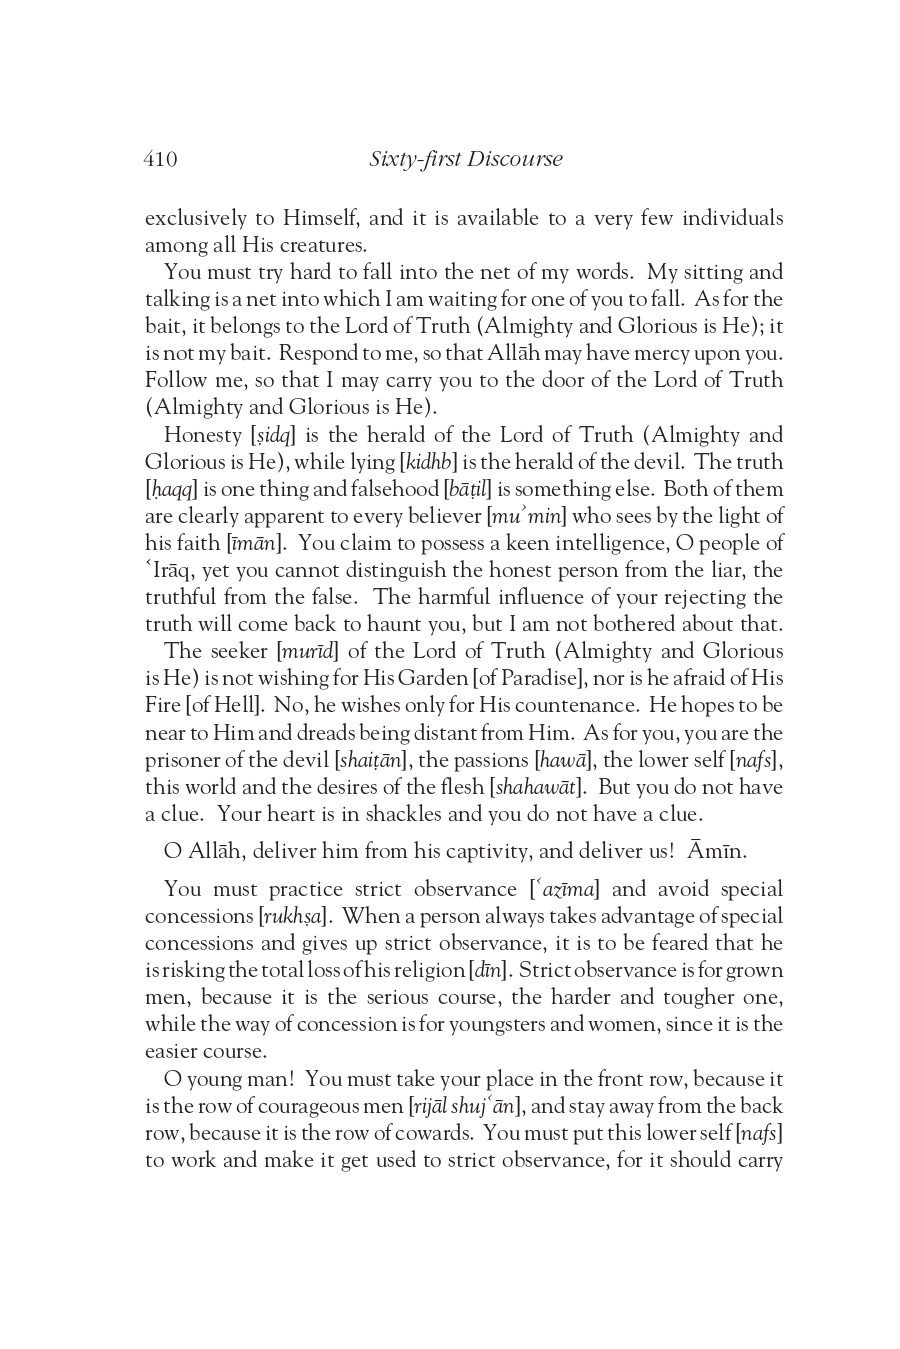 410 Sixty-first Discourse
exclusively to Himself, and it is available to a very few individuals
among all His creatures.
You must try hard to fall into the net of my words. My sitting and
talking is a net into which I am waiting for one of you to fall. As for the
bait, it belongs to the Lord of Truth (Almighty and Glorious is He); it
is not my bait. Respond to me, so that Allāh may have mercy upon you.
Follow me, so that I may carry you to the door of the Lord of Truth
(Almighty and Glorious is He).
Honesty [ṣidq] is the herald of the Lord of Truth (Almighty and
Glorious is He), while lying [kidhb] is the herald of the devil. The truth
[ḥaqq] is one thing and falsehood [bāṭil] is something else. Both of them
are clearly apparent to every believer [muʾmin] who sees by the light of
his faith [īmān]. You claim to possess a keen intelligence, O people of
ʿIrāq, yet you cannot distinguish the honest person from the liar, the
truthful from the false. The harmful influence of your rejecting the
truth will come back to haunt you, but I am not bothered about that.
The seeker [murīd] of the Lord of Truth (Almighty and Glorious
is He) is not wishing for His Garden [of Paradise], nor is he afraid of His
Fire [of Hell]. No, he wishes only for His countenance. He hopes to be
near to Him and dreads being distant from Him. As for you, you are the
prisoner of the devil [shaiṭān], the passions [hawā], the lower self [nafs],
this world and the desires of the flesh [shahawāt]. But you do not have
a clue. Your heart is in shackles and you do not have a clue.
O Allāh, deliver him from his captivity, and deliver us! Āmīn.
You must practice strict observance [ʿazīma] and avoid special
concessions [rukhṣa]. When a person always takes advantage of special
concessions and gives up strict observance, it is to be feared that he
is risking the total loss of his religion [dīn]. Strict observance is for grown
men, because it is the serious course, the harder and tougher one,
while the way of concession is for youngsters and women, since it is the
easier course.
O young man! You must take your place in the front row, because it
is the row of courageous men [rijāl shujʿān], and stay away from the back
row, because it is the row of cowards. You must put this lower self [nafs]
to work and make it get used to strict observance, for it should carry